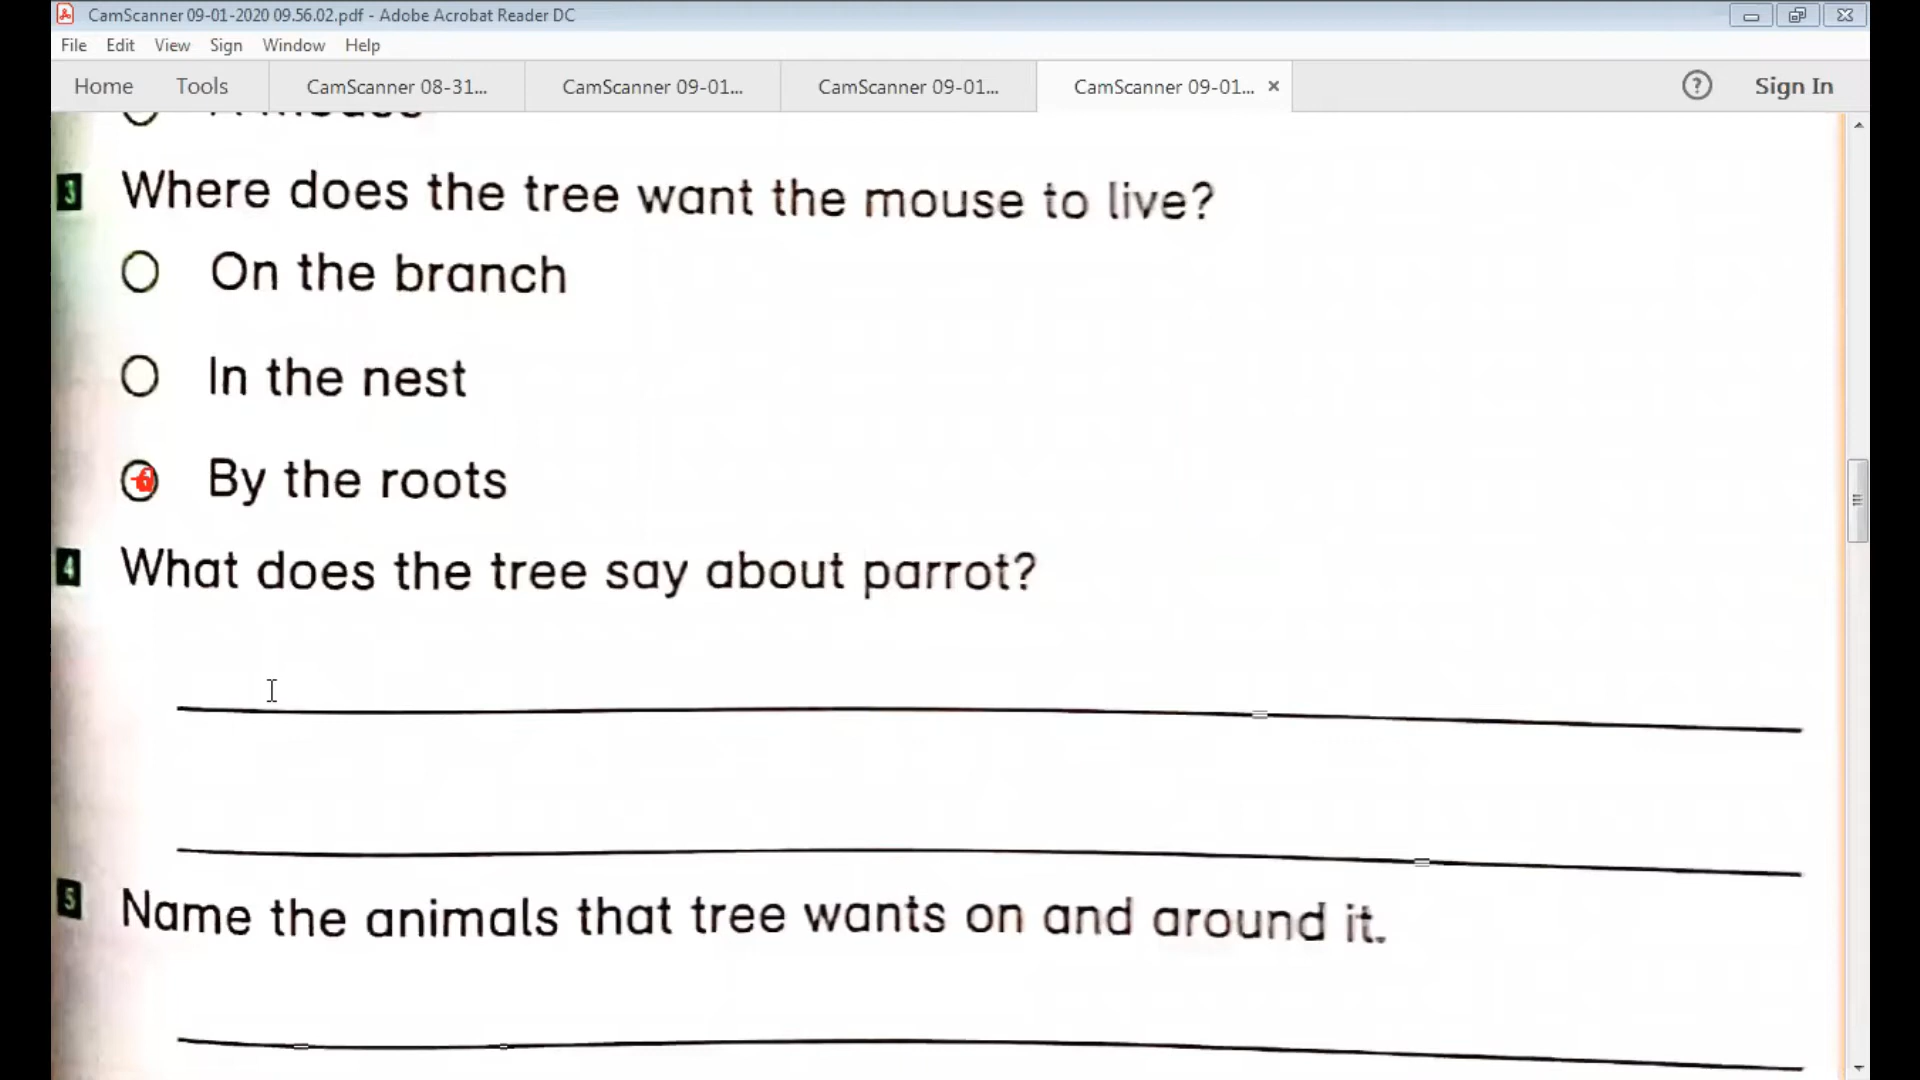 CamScanner 09-01-2020 09.56.02.pdf - Adobe Acrobat Reader DC
File Edit View Sign Window Help
Home Tools CamScanner 08-31... CamScanner 09-01... CamScanner 09-01... CamScanner 09-01... × ? Sign In
3 Where does the tree want the mouse to live?
On the branch
In the nest
By the roots
4 What does the tree say about parrot?
5 Name the animals that tree wants on and around it.